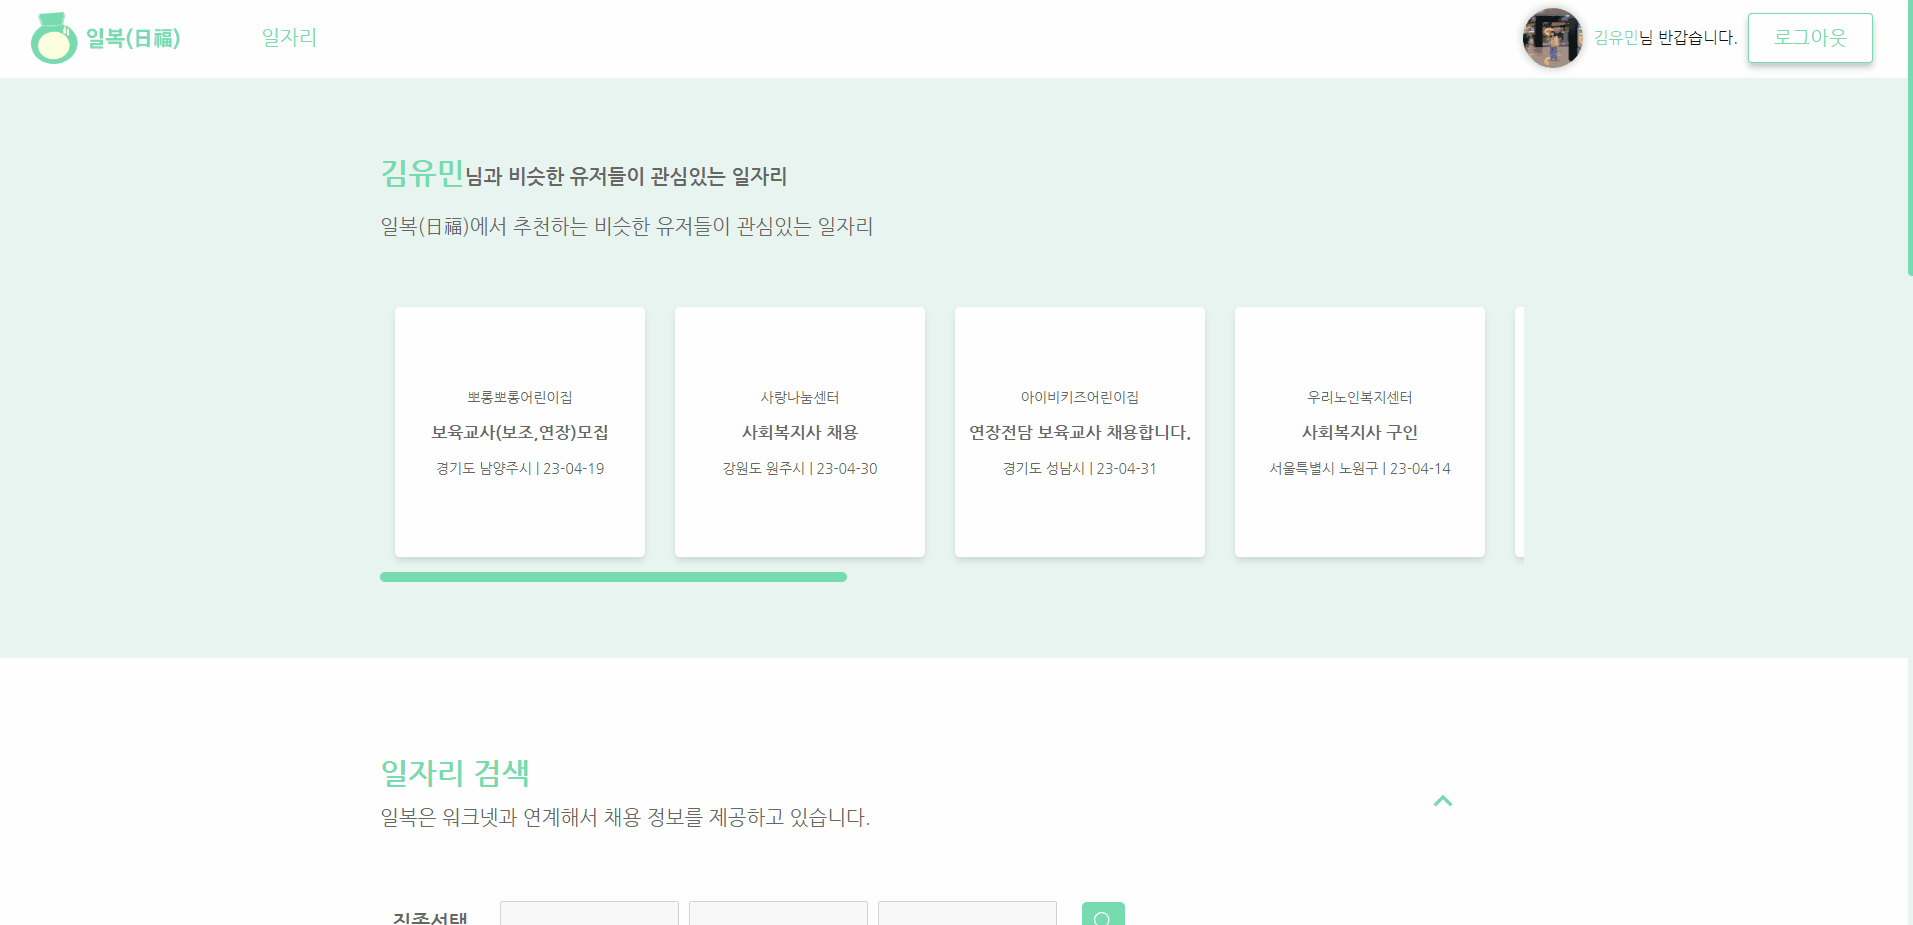 일복(日福)
일자리
김유민님 반갑습니다.
로그아웃
김유민님과 비슷한 유저들이 관심있는 일자리
일복(日福)에서 추천하는 비슷한 유저들이 관심있는 일자리
뽀롱뽀롱어린이집
보육교사(보조,연장)모집
경기도 남양주시 | 23-04-19
사랑나눔센터
사회복지사 채용
강원도 원주시 | 23-04-30
아이비키즈어린이집
연장전담 보육교사 채용합니다.
경기도 성남시 | 23-04-31
우리노인복지센터
사회복지사 구인
서울특별시 노원구 | 23-04-14
일자리 검색
일복은 워크넷과 연계해서 채용 정보를 제공하고 있습니다.
직종선택